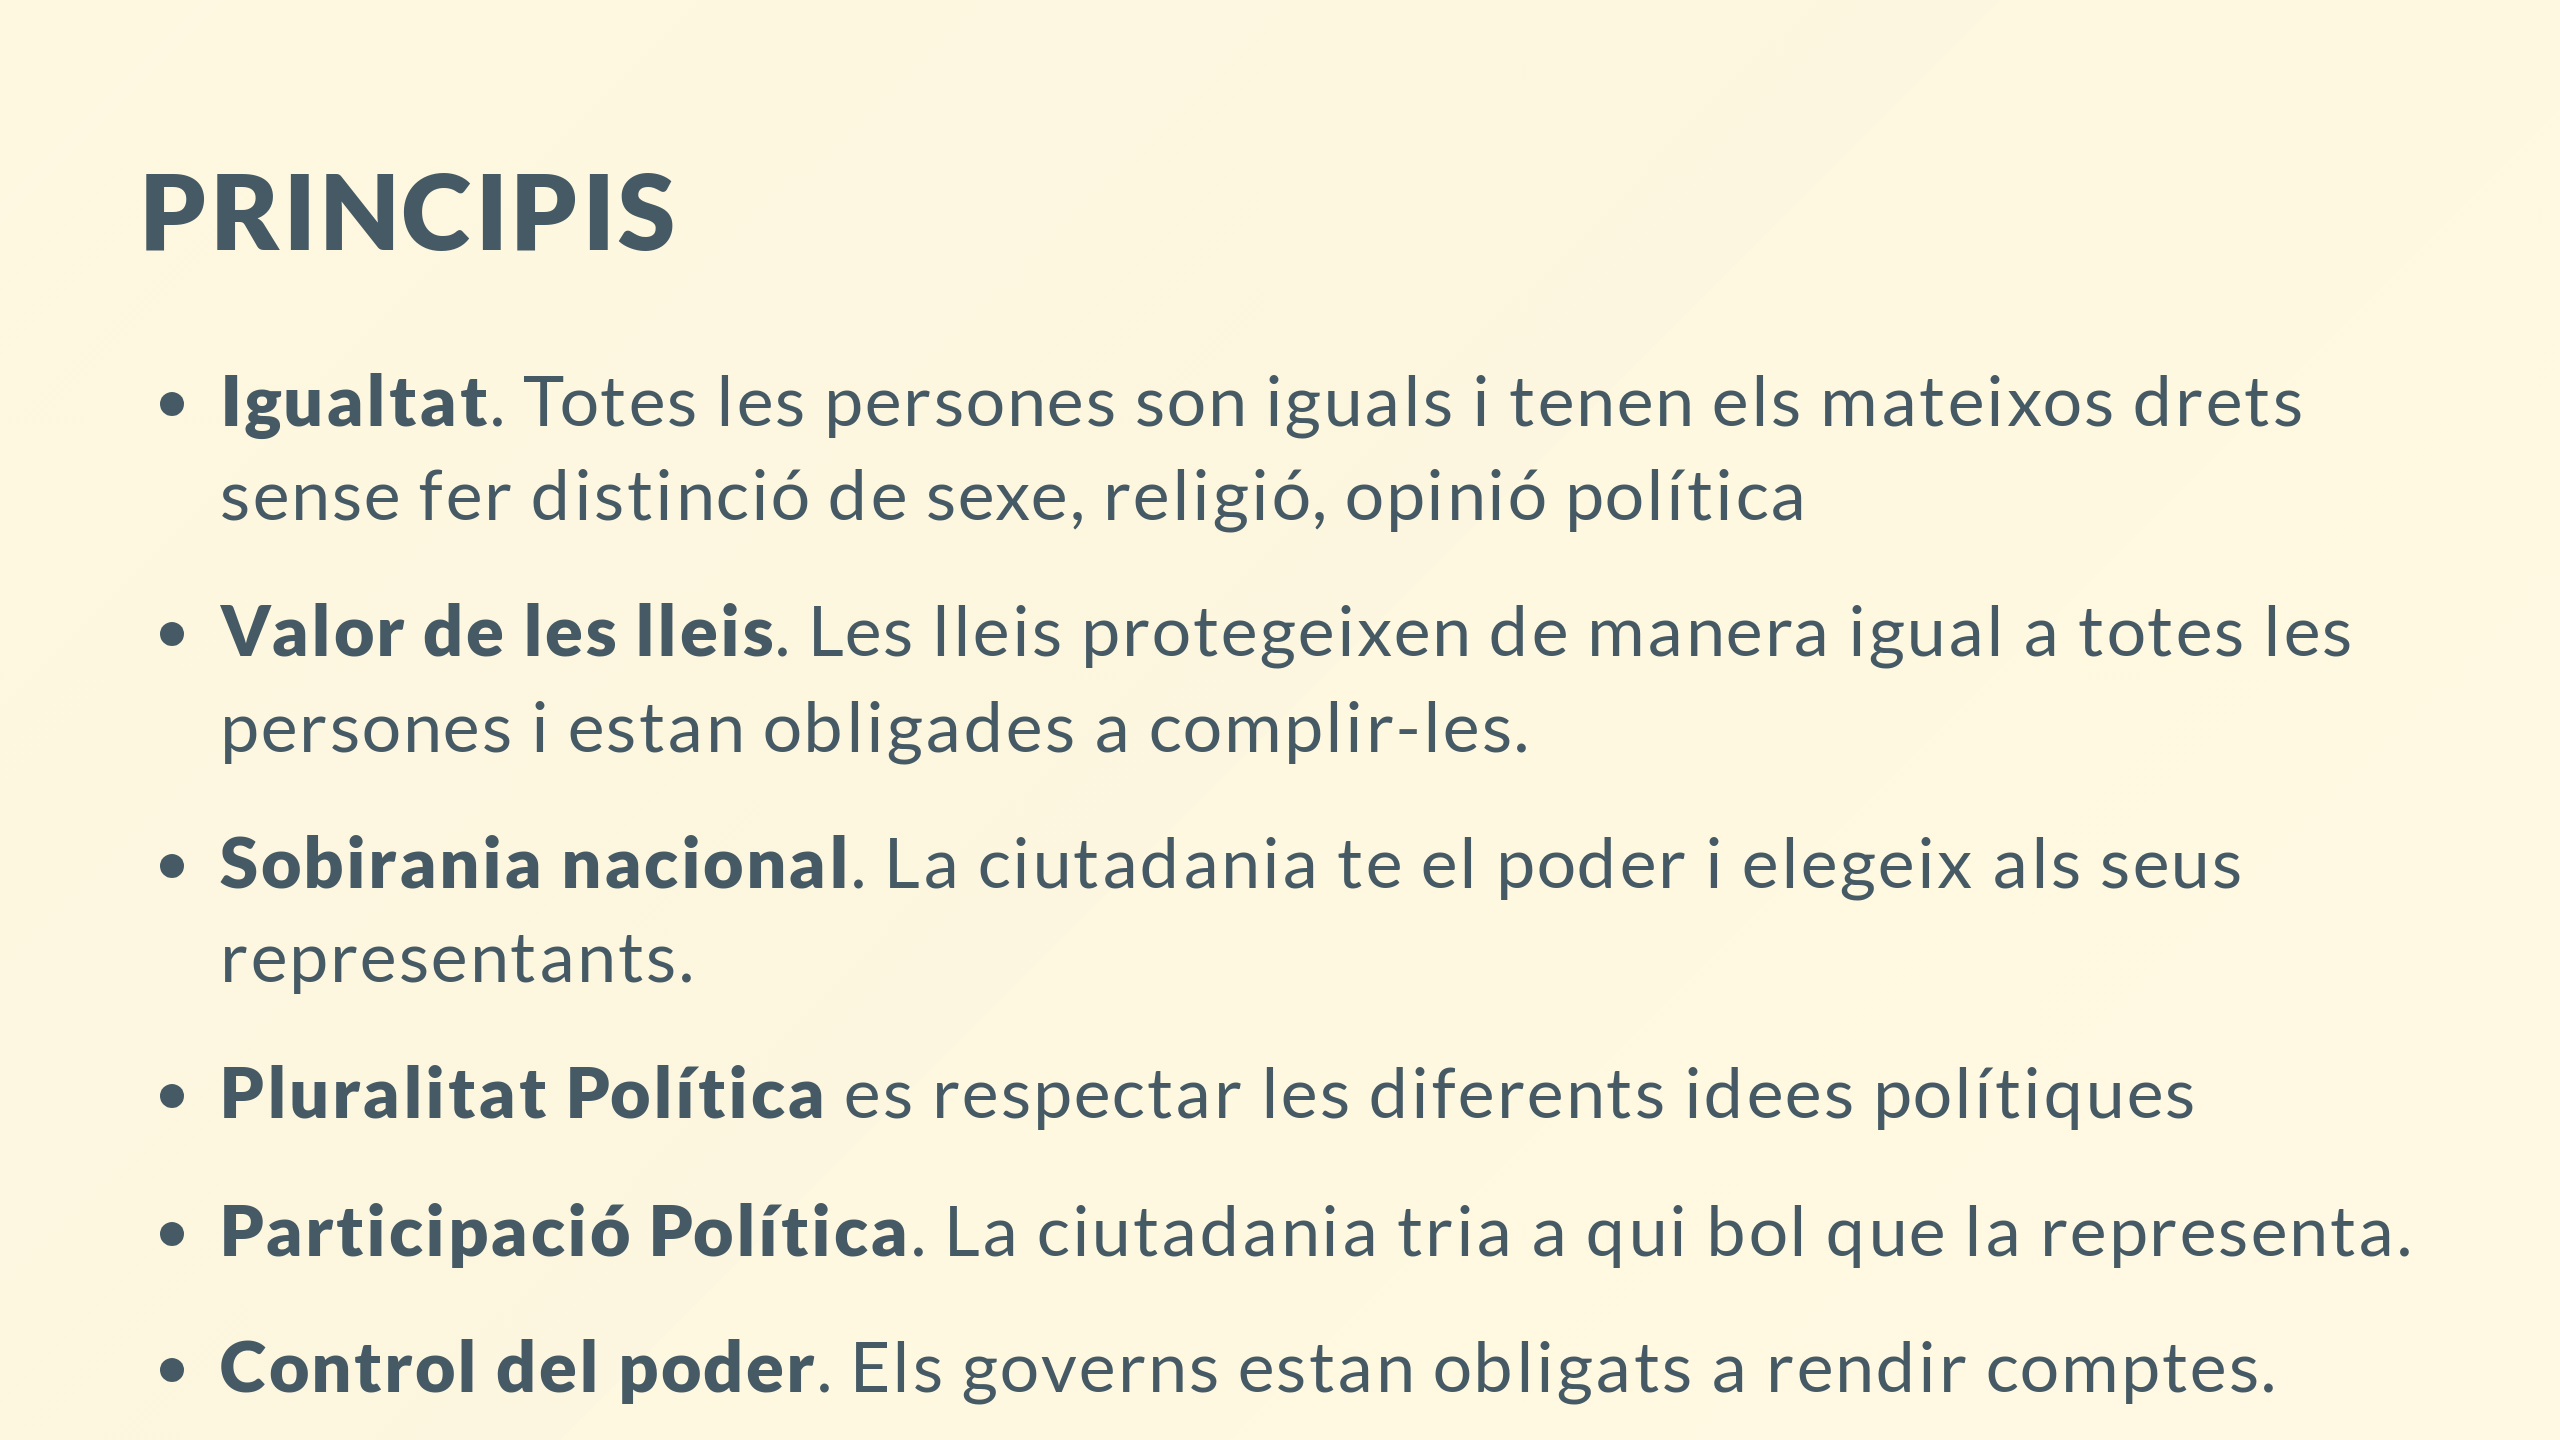 PRINCIPIS
• Igualtat. Totes les persones son iguals i tenen els mateixos drets
sense fer distinció de sexe, religió, opinió política
• Valor de les lleis. Les lleis protegeixen de manera igual a totes les
persones i estan obligades a complir-les.
• Sobirania nacional. La ciutadania te el poder i elegeix als seus
representants.
• Pluralitat Política es respectar les diferents idees polítiques
• Participació Política. La ciutadania tria a qui bol que la representa.
• Control del poder. Els governs estan obligats a rendir comptes.